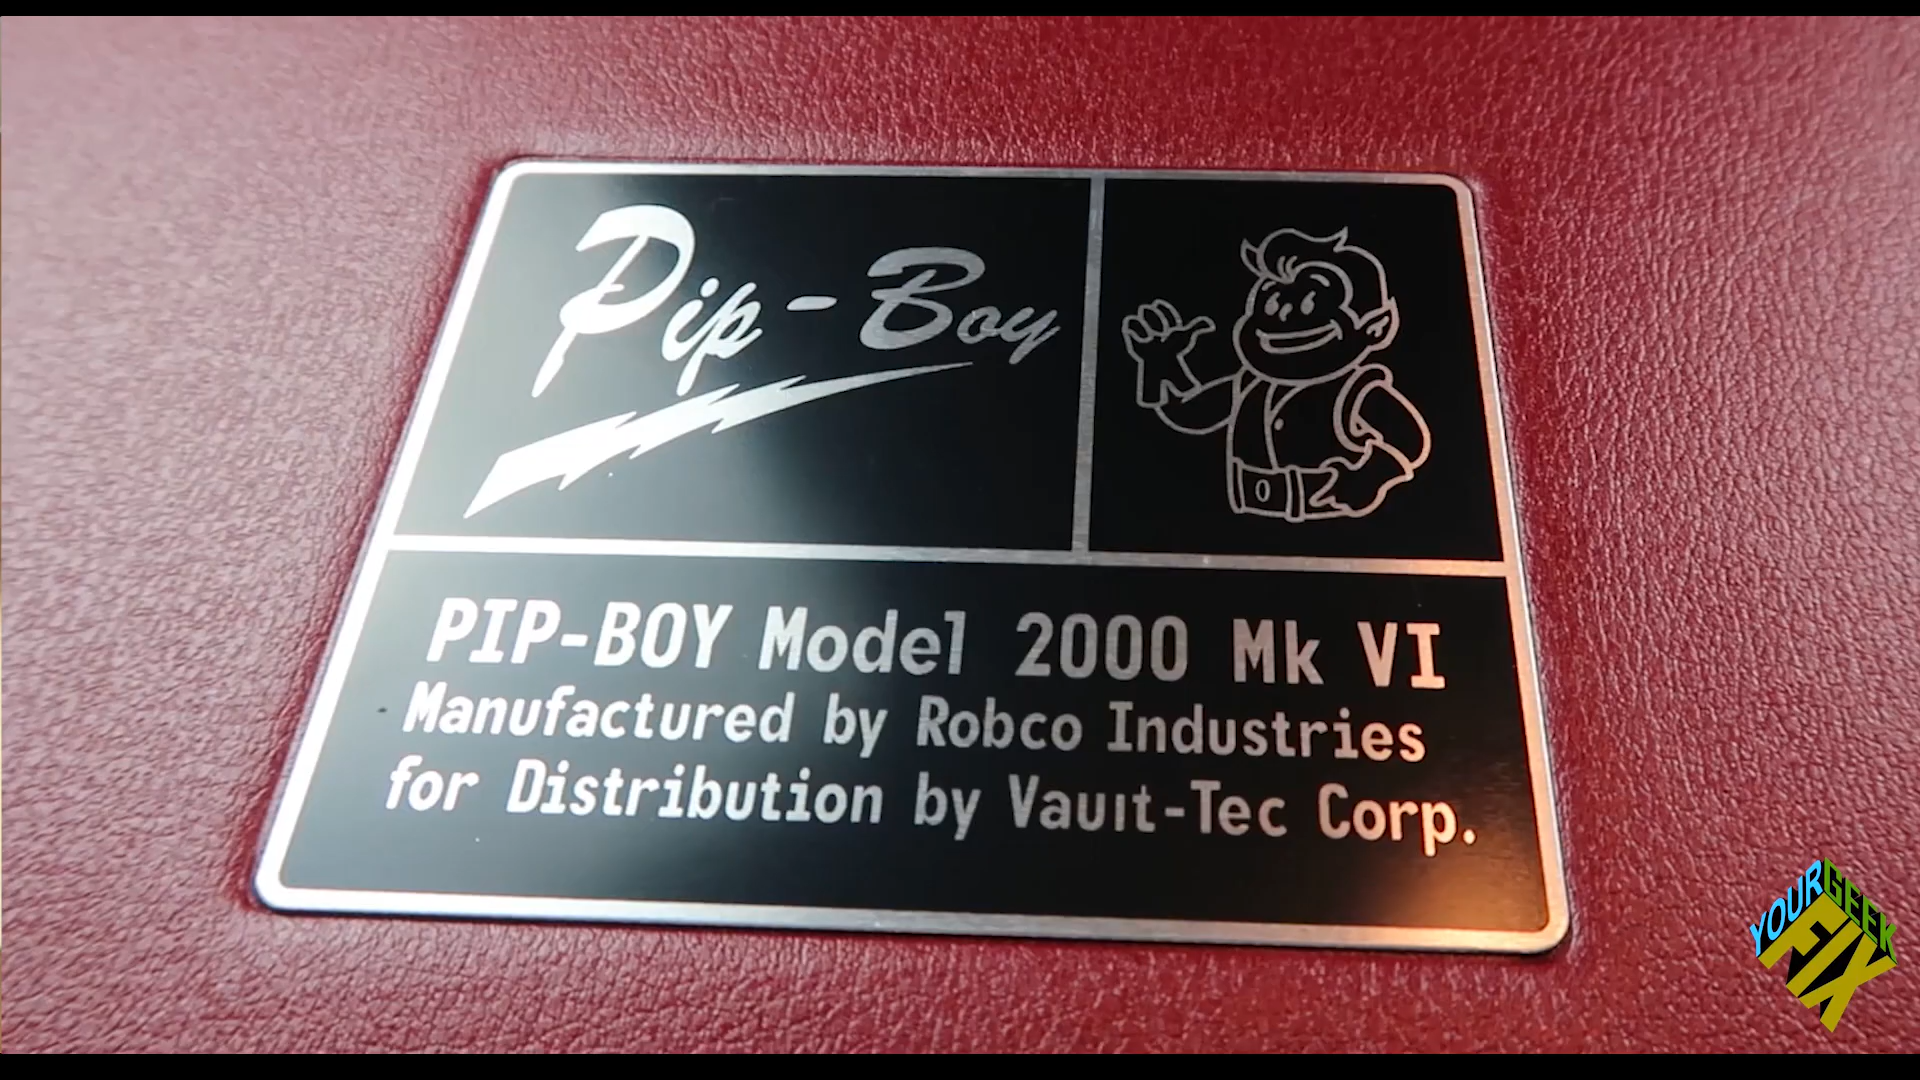 Pip-Boy
PIP-BOY Model 2000 Mk VI
Manufactured by Robco Industries
for Distribution by Vault-Tec Corp.
YOUR GEEK
FIX